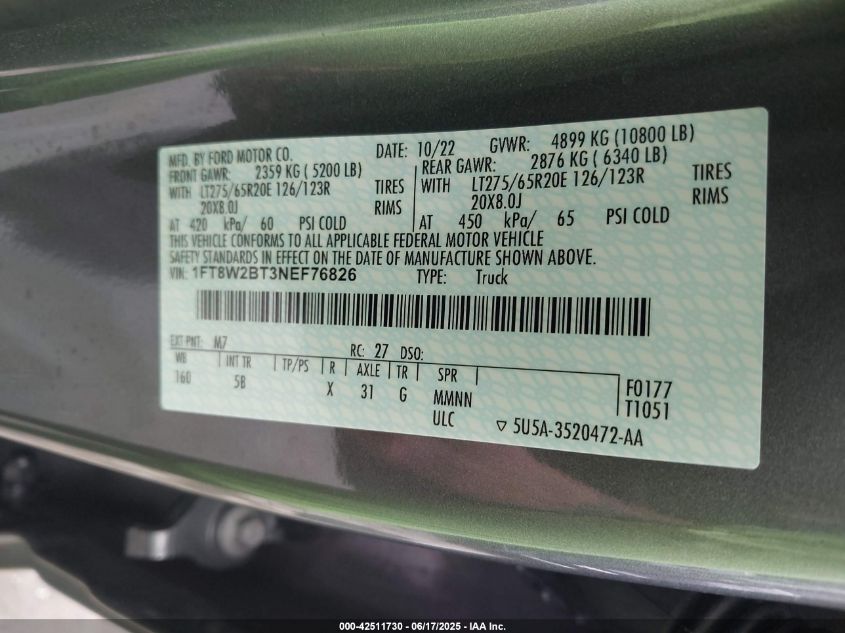 MFD. BY FORD MOTOR CO. DATE: 10/22 GVWR: 4899 KG (10800 LB)
FRONT GAWR: 2359 KG ( 5200 LB) REAR GAWR: 2876 KG ( 6340 LB)
WITH LT275/65R20E 126/123R TIRES WITH LT275/65R20E 126/123R TIRES
20X8.0J RIMS 20X8.0J RIMS
AT 420 kPa/ 60 PSI COLD AT 450 kPa/ 65 PSI COLD
THIS VEHICLE CONFORMS TO ALL APPLICABLE FEDERAL MOTOR VEHICLE
SAFETY STANDARDS IN EFFECT ON THE DATE OF MANUFACTURE SHOWN ABOVE.
VIN: 1FT8W2BT3NEF76826 TYPE: Truck
EXT PNT: M7 RC: 27 DSO:
WB INT TR TP/PS R AXLE TR SPR
160 5B X 31 G MMNN F0177
ULC T1051
5U5A-3520472-AA
000-42511730 / 06/17/2025 - IAA Inc.